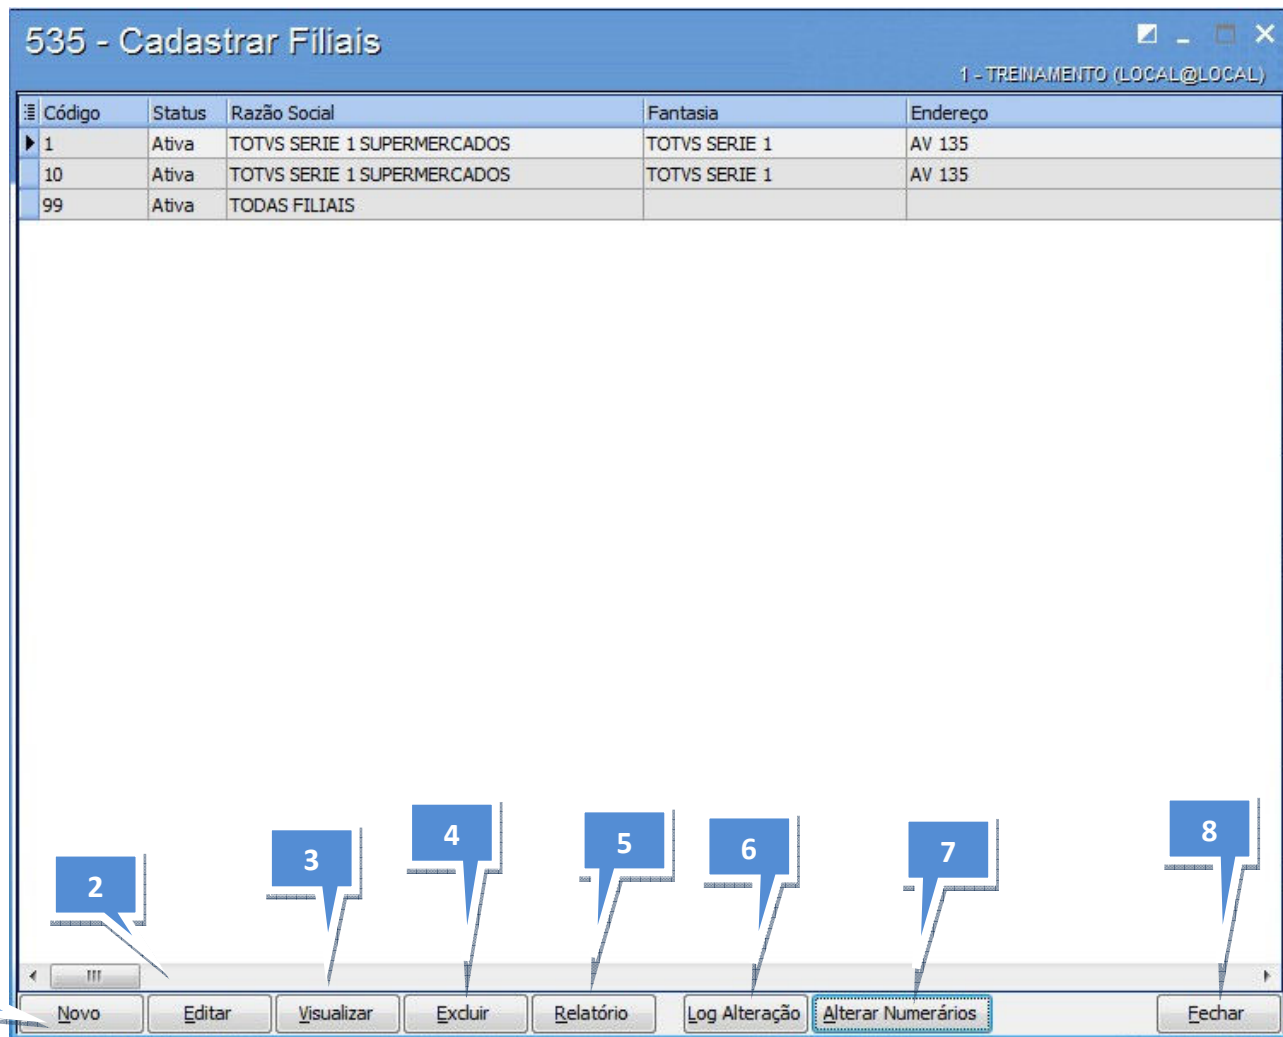 535 - Cadastrar Filiais
1 - TREINAMENTO (LOCAL@LOCAL)
Código Status Razão Social Fantasia Endereço
1 Ativa TOTVS SERIE 1 SUPERMERCADOS TOTVS SERIE 1 AV 135
10 Ativa TOTVS SERIE 1 SUPERMERCADOS TOTVS SERIE 1 AV 135
99 Ativa TODAS FILIAIS
2 3 4 5 6 7 8
Novo Editar Visualizar Excluir Relatório Log Alteração Alterar Numerários Fechar